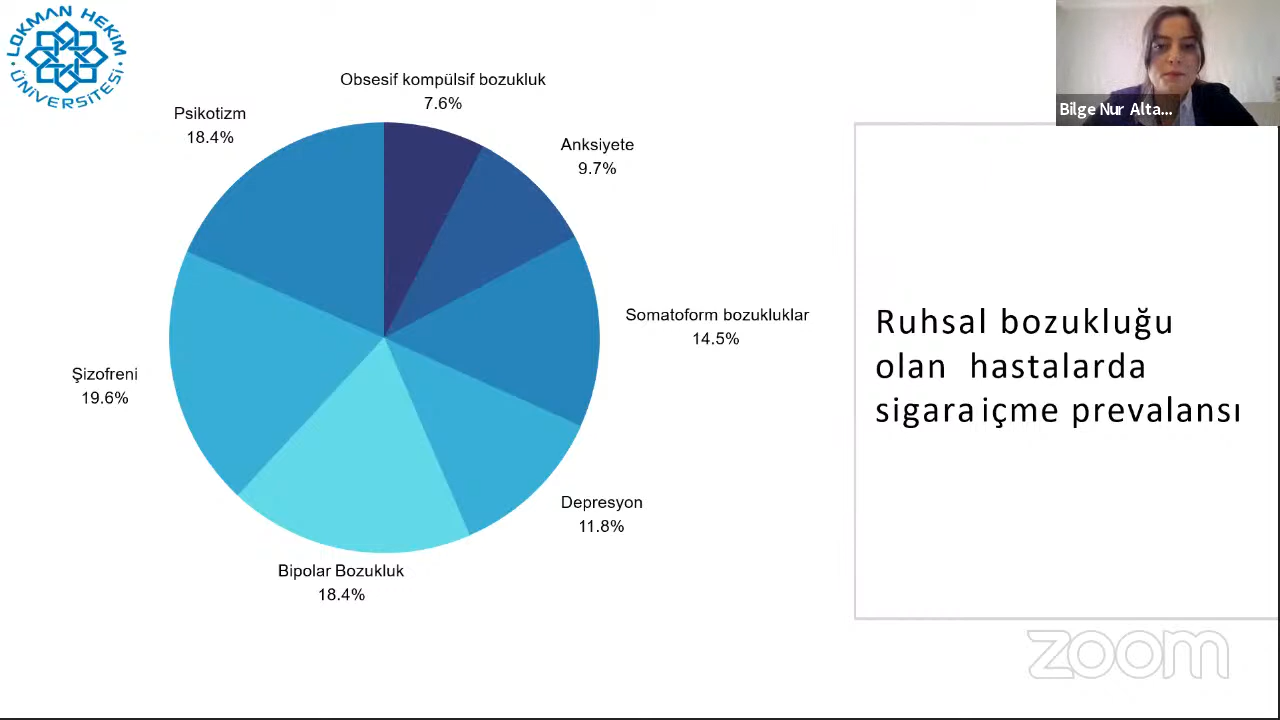 LOKMAN HEKİM
ÜNİVERSİTESİ
Obsesif kompülsif bozukluk
7.6%
Psikotizm
18.4%
Anksiyete
9.7%
Somatoform bozukluklar
14.5%
Şizofreni
19.6%
Depresyon
11.8%
Bipolar Bozukluk
18.4%
Bilge Nur Alta...
Ruhsal bozukluğu
olan hastalarda
sigara içme prevalansı
zoom